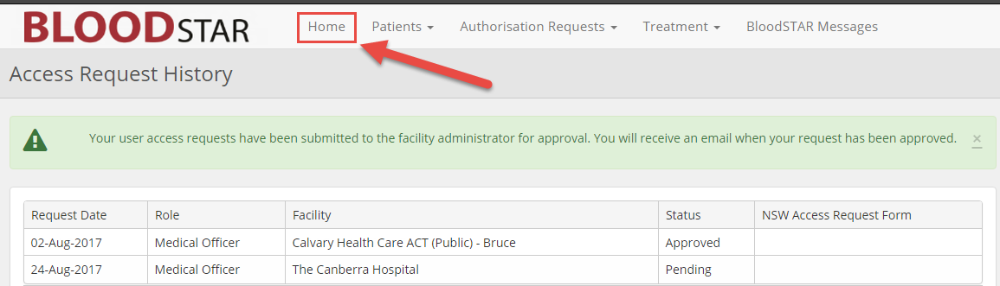 BLOODSTAR Home Patients Authorisation Requests Treatment BloodSTAR Messages
Access Request History
Your user access requests have been submitted to the facility administrator for approval. You will receive an email when your request has been approved. ×
Request Date Role Facility Status NSW Access Request Form
02-Aug-2017 Medical Officer Calvary Health Care ACT (Public) - Bruce Approved
24-Aug-2017 Medical Officer The Canberra Hospital Pending